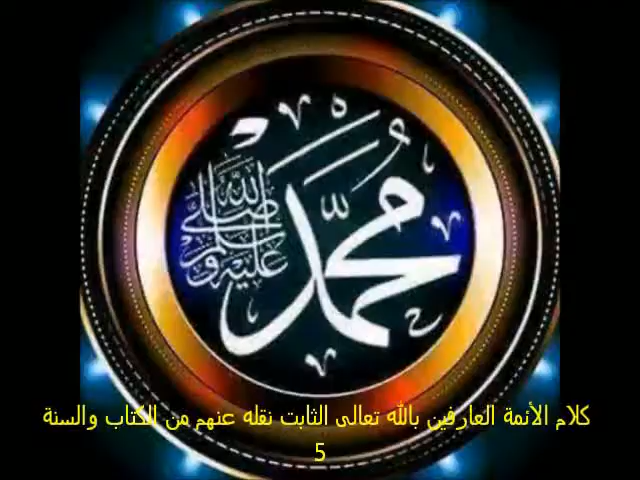 محمد
صلى الله عليه وسلم
كلام الأئمة العارفين بالله تعالى الثابت نقله عنهم من الكتاب والسنة
5